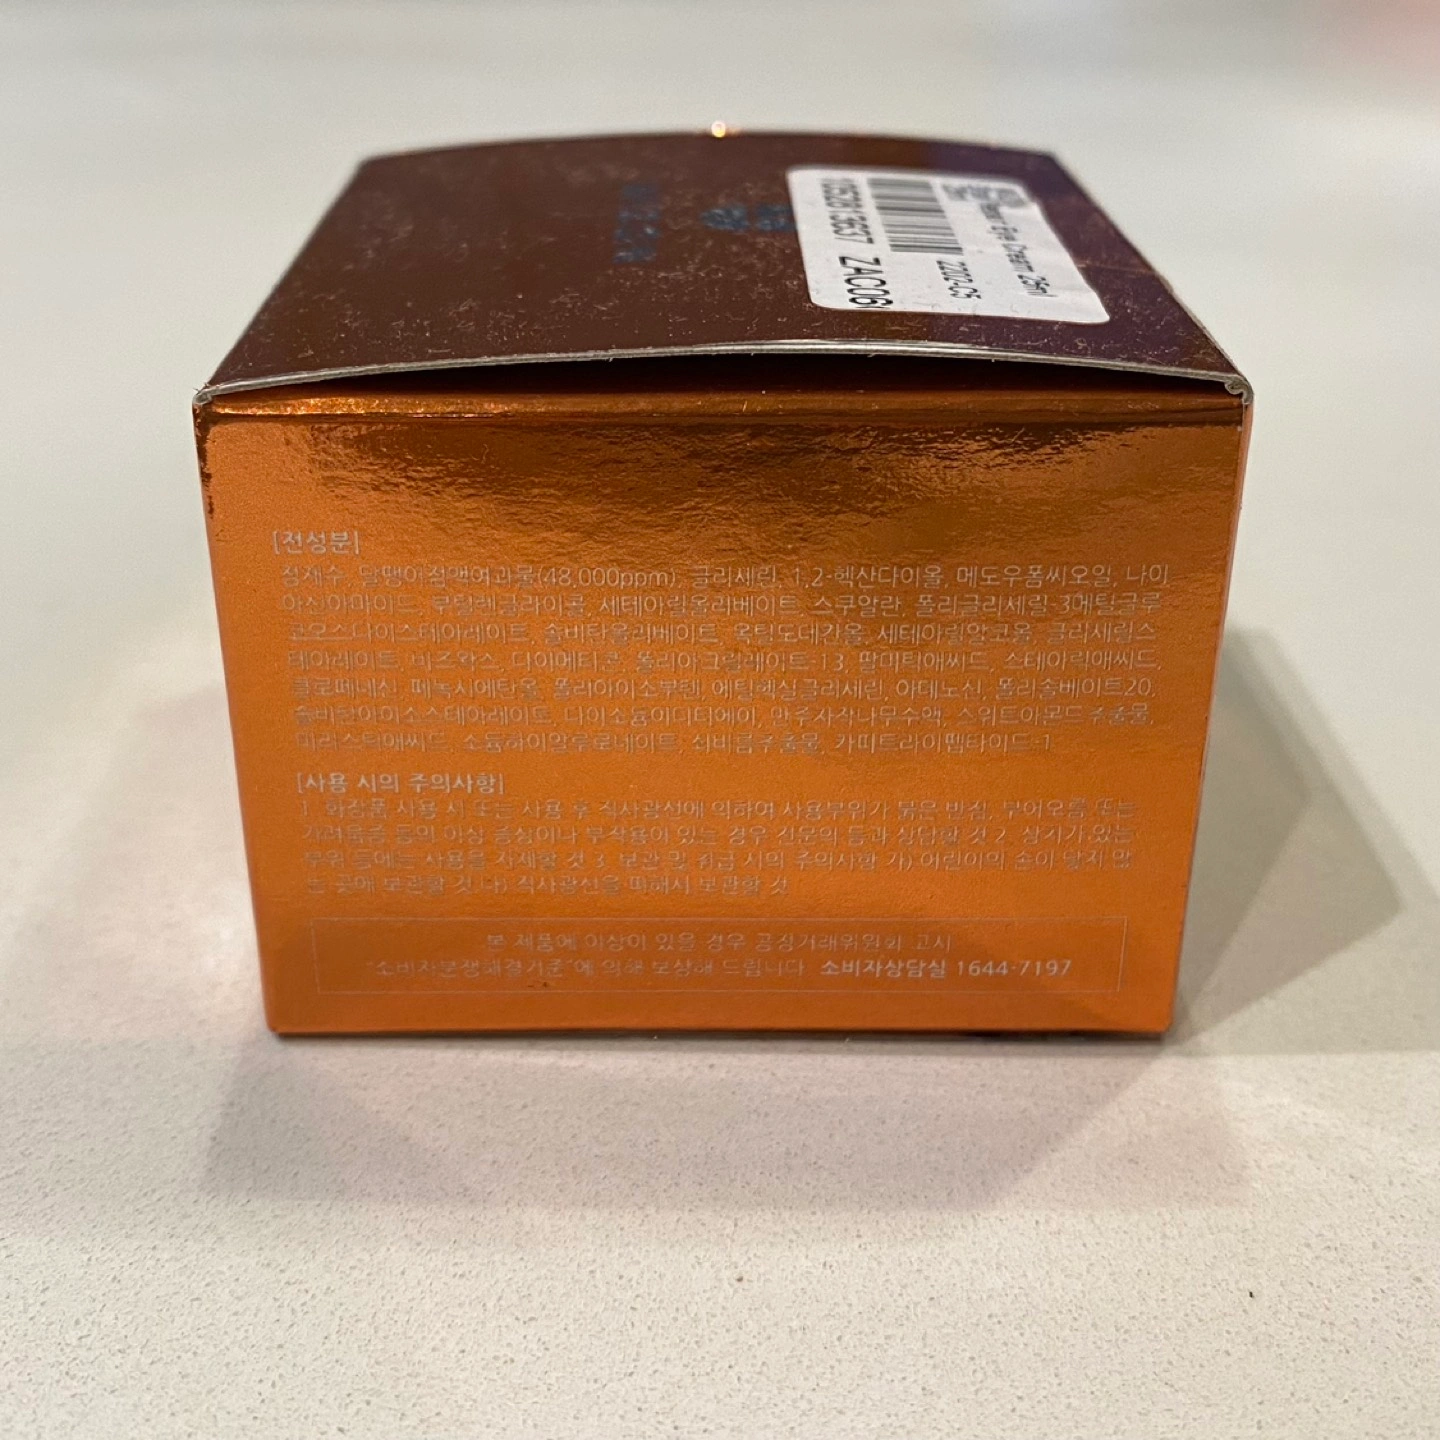 Cream 25ml
2202-C5
ZAC06
[전성분]
정제수, 달팽이점액여과물(48,000ppm), 글리세린, 1,2-헥산다이올, 메도우폼씨오일, 나이
아신아마이드, 부틸렌글라이콜, 세테아릴올리베이트, 스쿠알란, 폴리글리세릴-3메틸글루
코오스다이스테아레이트, 솔비탄올리베이트, 옥틸도데칸올, 세테아릴알코올, 글리세릴스
테아레이트, 비즈왁스, 디이메티콘, 폴리아크릴레이트-13, 팔미틱애씨드, 스테아릭애씨드,
클로페네신, 페녹시에탄올, 폴리아이소부텐, 에틸헥실글리세린, 아데노신, 폴리솔베이트20,
솔비탄아이소스테아레이트, 다이소듐이디티에이, 만주자작나무수액, 스위트아몬드추출물,
미리스틱애씨드, 소듐하이알루로네이트, 쇠비름추출물, 카퍼트라이펩타이드-1
[사용 시의 주의사항]
1. 화장품 사용 시 또는 사용 후 직사광선에 의하여 사용부위가 붉은 반점, 부어오름 또는
가려움증 등의 이상 증상이나 부작용이 있는 경우 전문의 등과 상담할 것 2. 상처가 있는
부위 등에는 사용을 자제할 것 3. 보관 및 취급 시의 주의사항 가) 어린이의 손이 닿지 않
는 곳에 보관할 것 나) 직사광선을 피해서 보관할 것
본 제품에 이상이 있을 경우 공정거래위원회 고시
"소비자분쟁해결기준"에 의해 보상해 드립니다. 소비자상담실 1644-7197